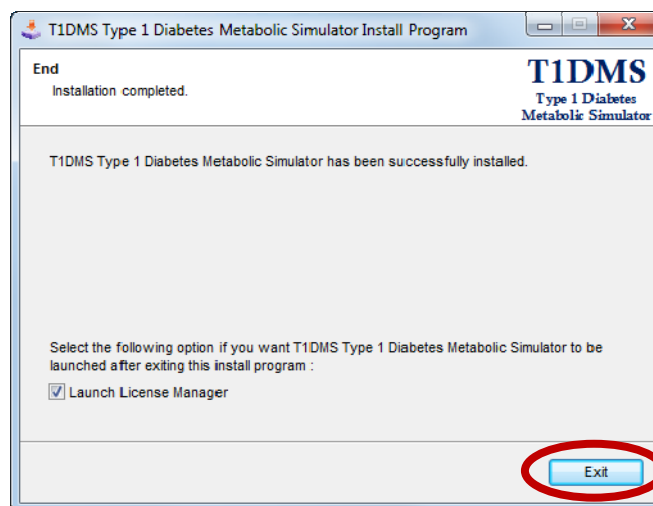 T1DMS Type 1 Diabetes Metabolic Simulator Install Program
End
Installation completed.
T1DMS
Type 1 Diabetes
Metabolic Simulator
T1DMS Type 1 Diabetes Metabolic Simulator has been successfully installed.
Select the following option if you want T1DMS Type 1 Diabetes Metabolic Simulator to be
launched after exiting this install program :
Launch License Manager
Exit